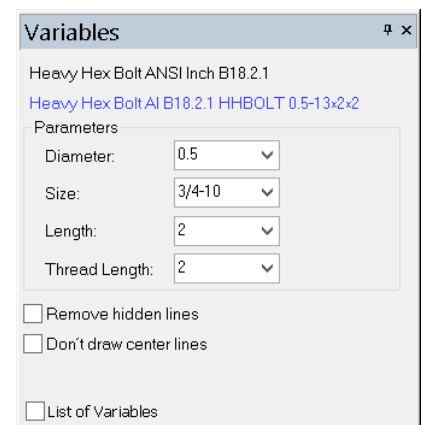 Variables
Heavy Hex Bolt ANSI Inch B18.2.1
Heavy Hex Bolt AI B18.2.1 HHBOLT 0.5-13x2x2
Parameters
Diameter: 0.5
Size: 3/4-10
Length: 2
Thread Length: 2
Remove hidden lines
Don´t draw center lines
List of Variables